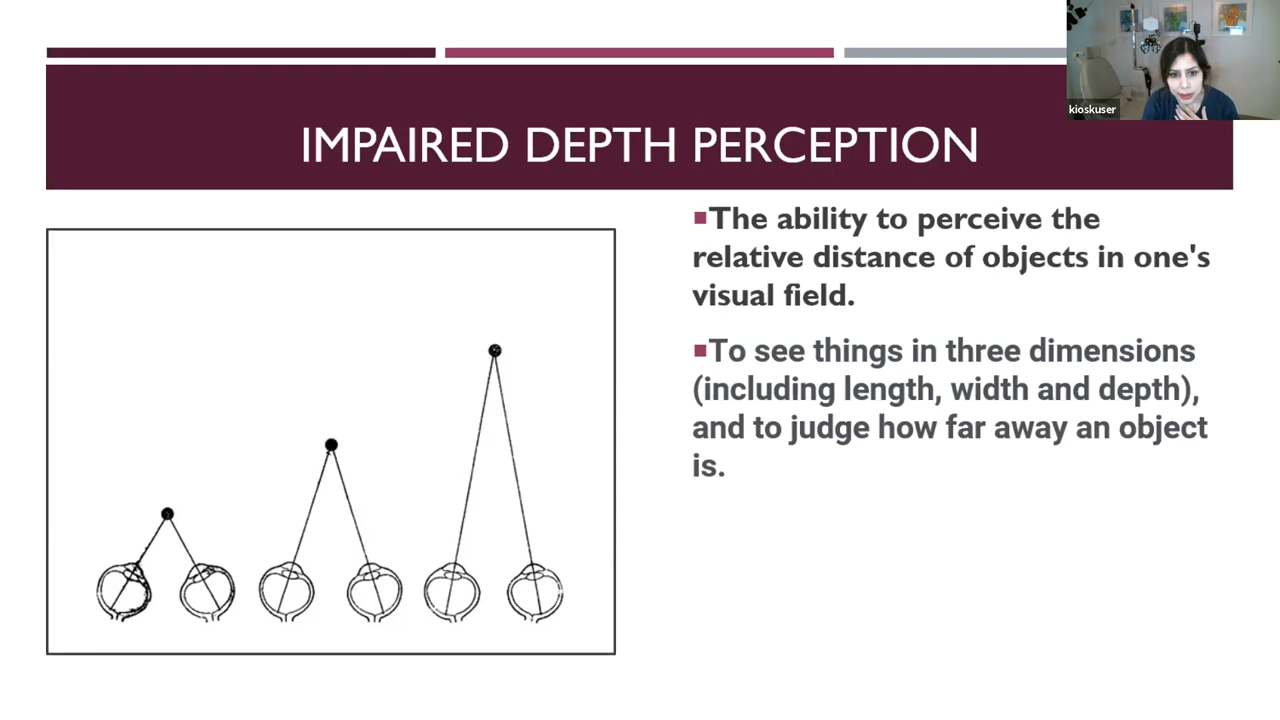 kioskuser
IMPAIRED DEPTH PERCEPTION
▪The ability to perceive the
relative distance of objects in one's
visual field.
▪To see things in three dimensions
(including length, width and depth),
and to judge how far away an object
is.